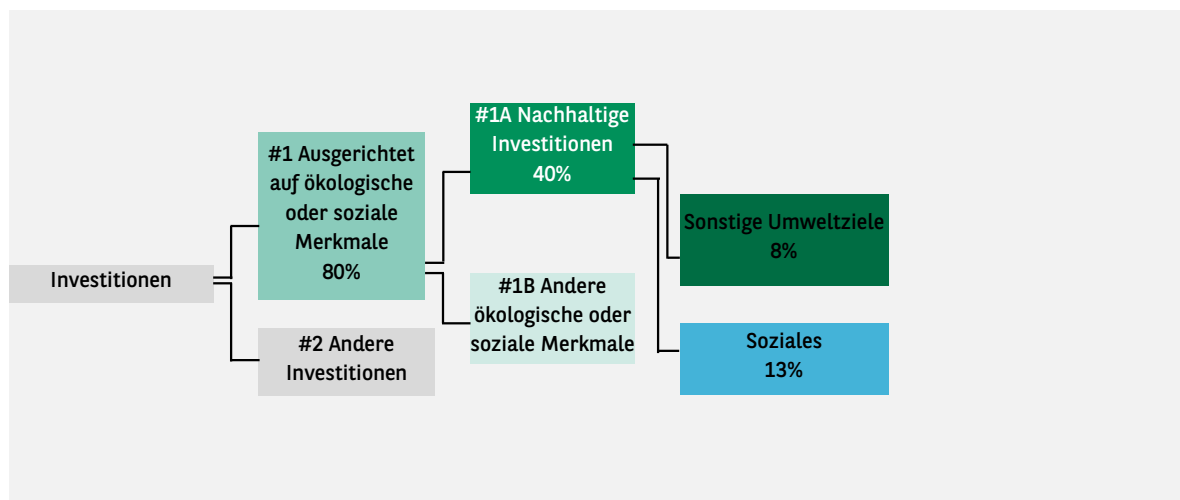 Investitionen
#1 Ausgerichtet
auf ökologische
oder soziale
Merkmale
80%
#2 Andere
Investitionen
#1A Nachhaltige
Investitionen
40%
#1B Andere
ökologische oder
soziale Merkmale
Sonstige Umweltziele
8%
Soziales
13%